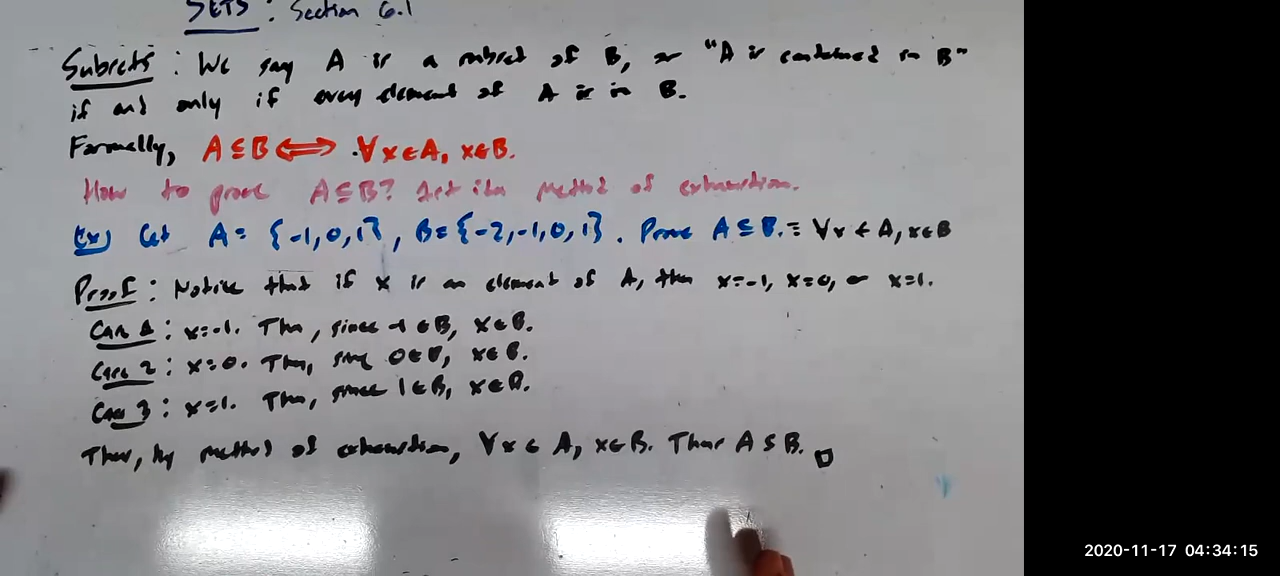 SETS: Section 6.1
Subsets: We say A is a subset of B, or "A is contained in B"
if and only if every element of A is in B.
Formally, A ⊆ B ⟺ ∀x∈A, x∈B.
How to prove A⊆B? 1st idea method of exhaustion.
(Ex) Let A = {-1,0,1}, B = {-2,-1,0,1}. Prove A ⊆ B. ≡ ∀x ∈ A, x∈B
Proof: Notice that if x is an element of A, then x=-1, x=0, or x=1.
Case 1: x=-1. Then, since -1 ∈ B, x∈B.
Case 2: x=0. Then, since 0∈B, x∈B.
Case 3: x=1. Then, since 1∈B, x∈B.
Then, by method of exhaustion, ∀x ∈ A, x∈B. Thus A ⊆ B. □
2020-11-17 04:34:15